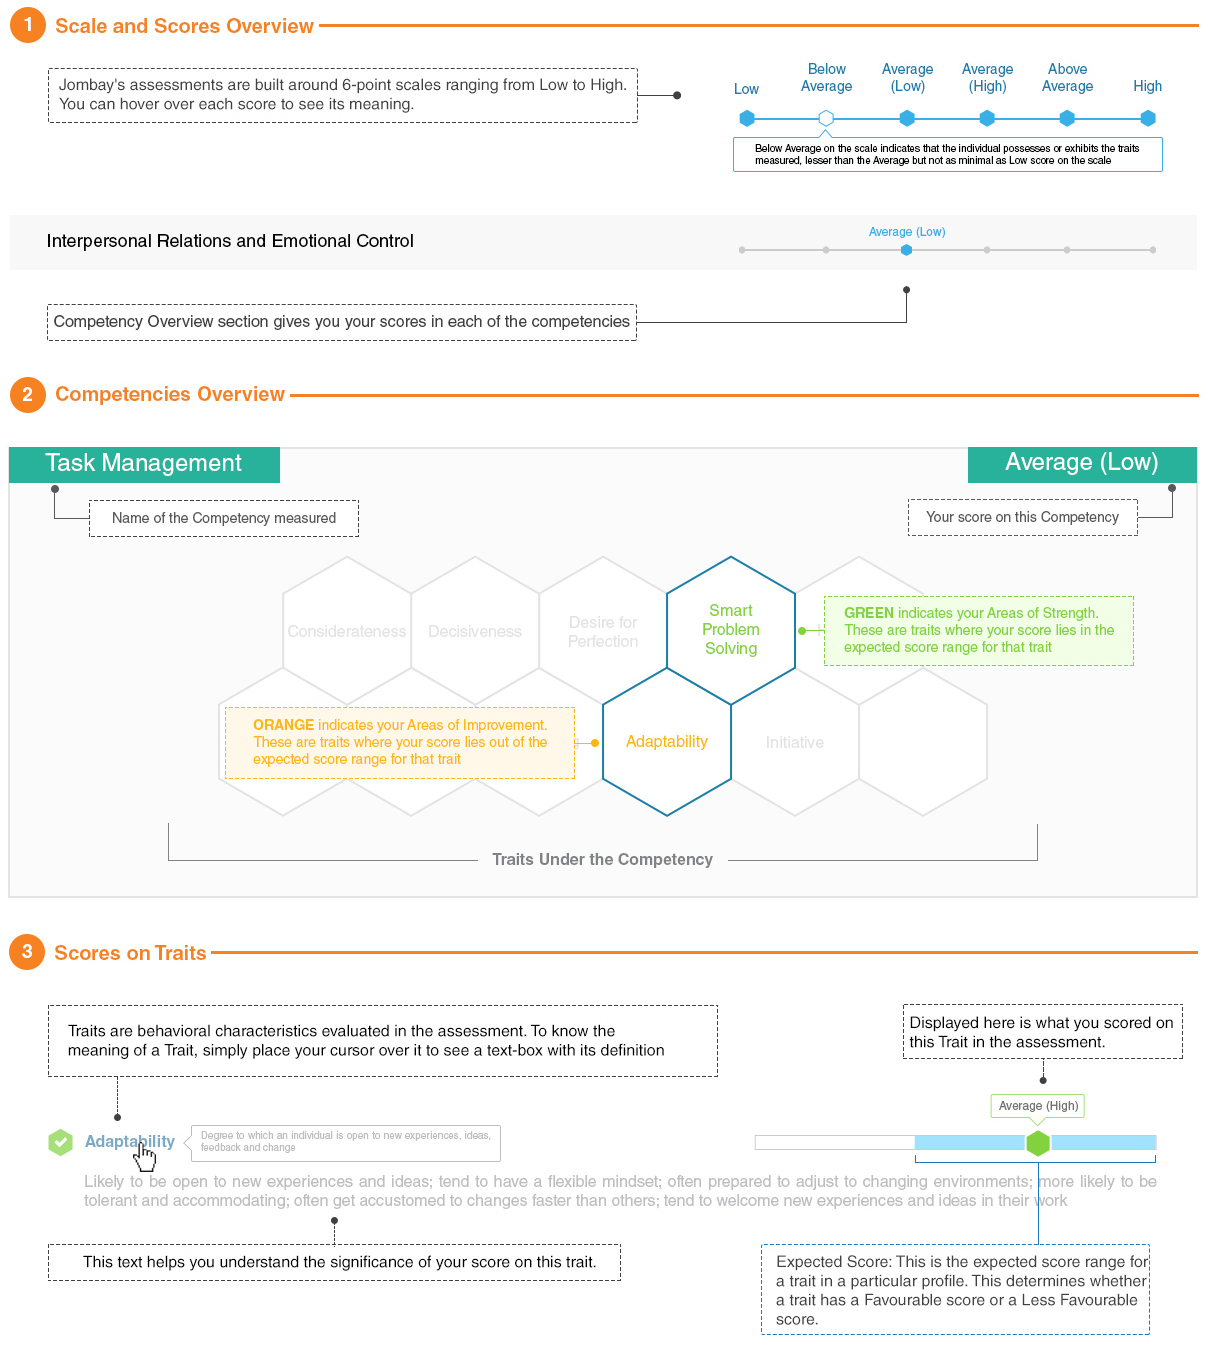 1 Scale and Scores Overview
Jombay's assessments are built around 6-point scales ranging from Low to High.
You can hover over each score to see its meaning.
Low
Below
Average
Average
(Low)
Average
(High)
Above
Average
High
Below Average on the scale indicates that the individual possesses or exhibits the traits
measured, lesser than the Average but not as minimal as Low score on the scale
Interpersonal Relations and Emotional Control
Average (Low)
Competency Overview section gives you your scores in each of the competencies
2 Competencies Overview
Task Management
Average (Low)
Name of the Competency measured
Your score on this Competency
Considerateness
Decisiveness
Desire for
Perfection
Smart
Problem
Solving
GREEN indicates your Areas of Strength.
These are traits where your score lies in the
expected score range for that trait
ORANGE indicates your Areas of Improvement.
These are traits where your score lies out of the
expected score range for that trait
Adaptability
Initiative
Traits Under the Competency
3 Scores on Traits
Traits are behavioral characteristics evaluated in the assessment. To know the
meaning of a Trait, simply place your cursor over it to see a text-box with its definition
Displayed here is what you scored on
this Trait in the assessment.
Average (High)
Adaptability
Degree to which an individual is open to new experiences, ideas,
feedback and change
Likely to be open to new experiences and ideas; tend to have a flexible mindset; often prepared to adjust to changing environments; more likely to be
tolerant and accommodating; often get accustomed to changes faster than others; tend to welcome new experiences and ideas in their work
This text helps you understand the significance of your score on this trait.
Expected Score: This is the expected score range for
a trait in a particular profile. This determines whether
a trait has a Favourable score or a Less Favourable
score.